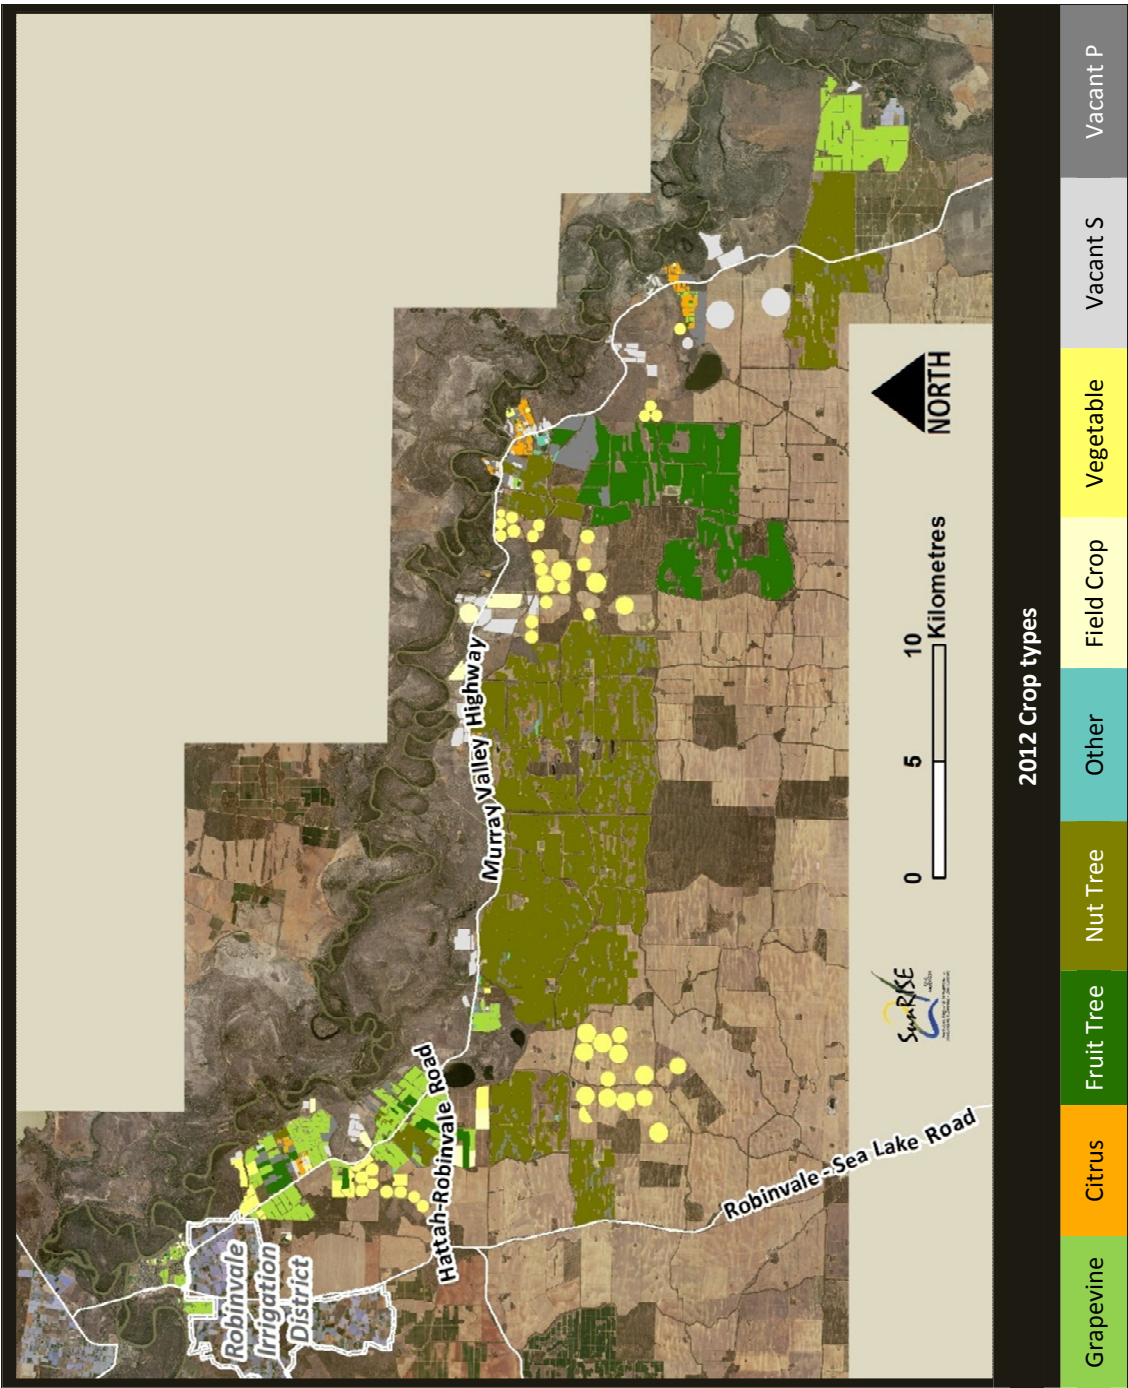 Robinvale
Irrigation
District
Hattah-Robinvale Road
Murray Valley Highway
Robinvale - Sea Lake Road
SunRISE
0 5 10 Kilometres
NORTH
2012 Crop types
Grapevine
Citrus
Fruit Tree
Nut Tree
Other
Field Crop
Vegetable
Vacant S
Vacant P